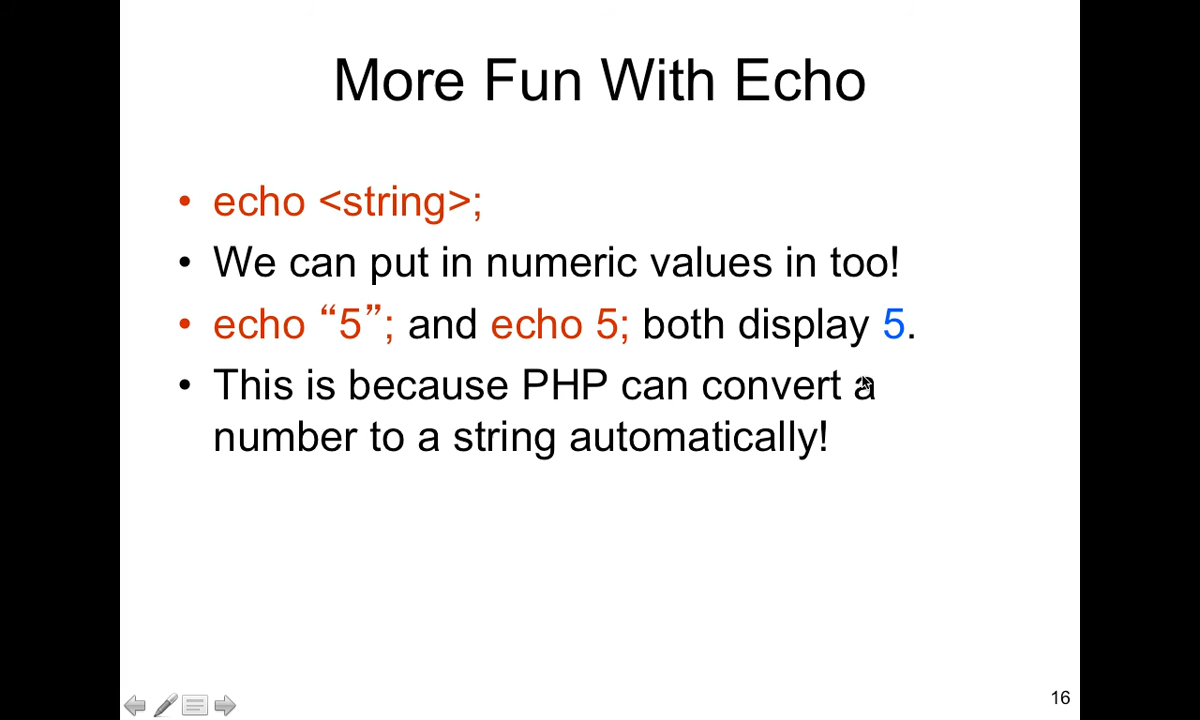 More Fun With Echo
• echo <string>;
• We can put in numeric values in too!
• echo “5”; and echo 5; both display 5.
• This is because PHP can convert a
number to a string automatically!
16